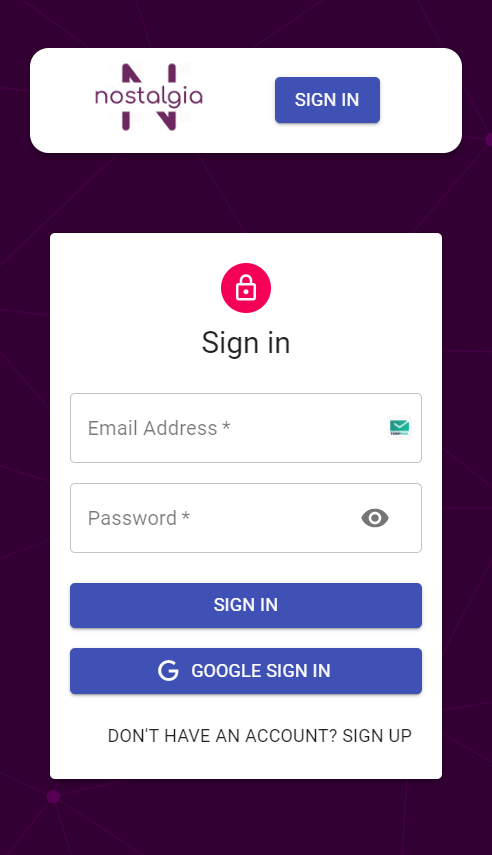 N
nostalgia
SIGN IN
Sign in
Email Address *
Password *
SIGN IN
G GOOGLE SIGN IN
DON'T HAVE AN ACCOUNT? SIGN UP